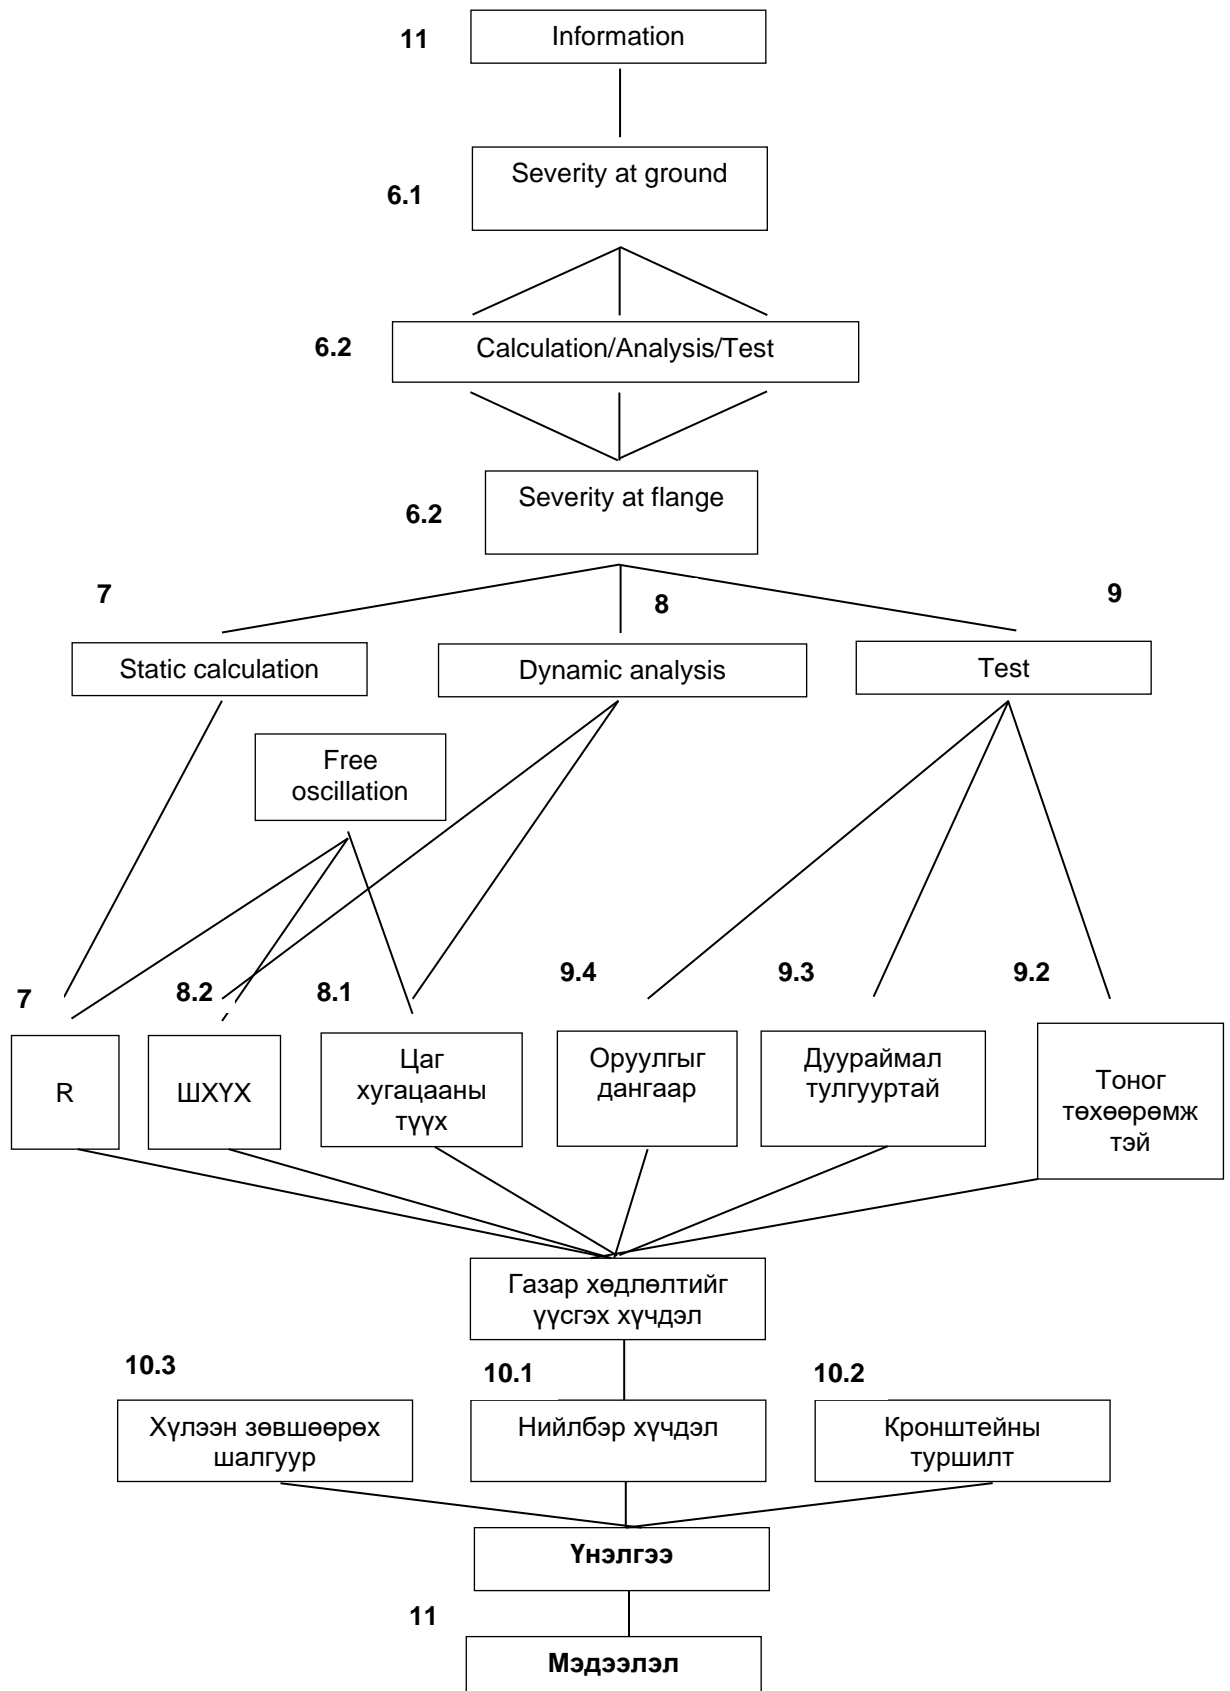 11
Information
6.1
Severity at ground
6.2
Calculation/Analysis/Test
6.2
Severity at flange
7
8
9
Static calculation
Dynamic analysis
Test
Free
oscillation
7
8.2
8.1
9.4
9.3
9.2
R
ШХҮХ
Цаг
хугацааны
түүх
Оруулгыг
дангаар
Дуураймал
тулгууртай
Тоног
төхөөрөмж
тэй
Газар хөдлөлтийг
үүсгэх хүчдэл
10.3
10.1
10.2
Хүлээн зөвшөөрөх
шалгуур
Нийлбэр хүчдэл
Кронштейны
туршилт
Үнэлгээ
11
Мэдээлэл